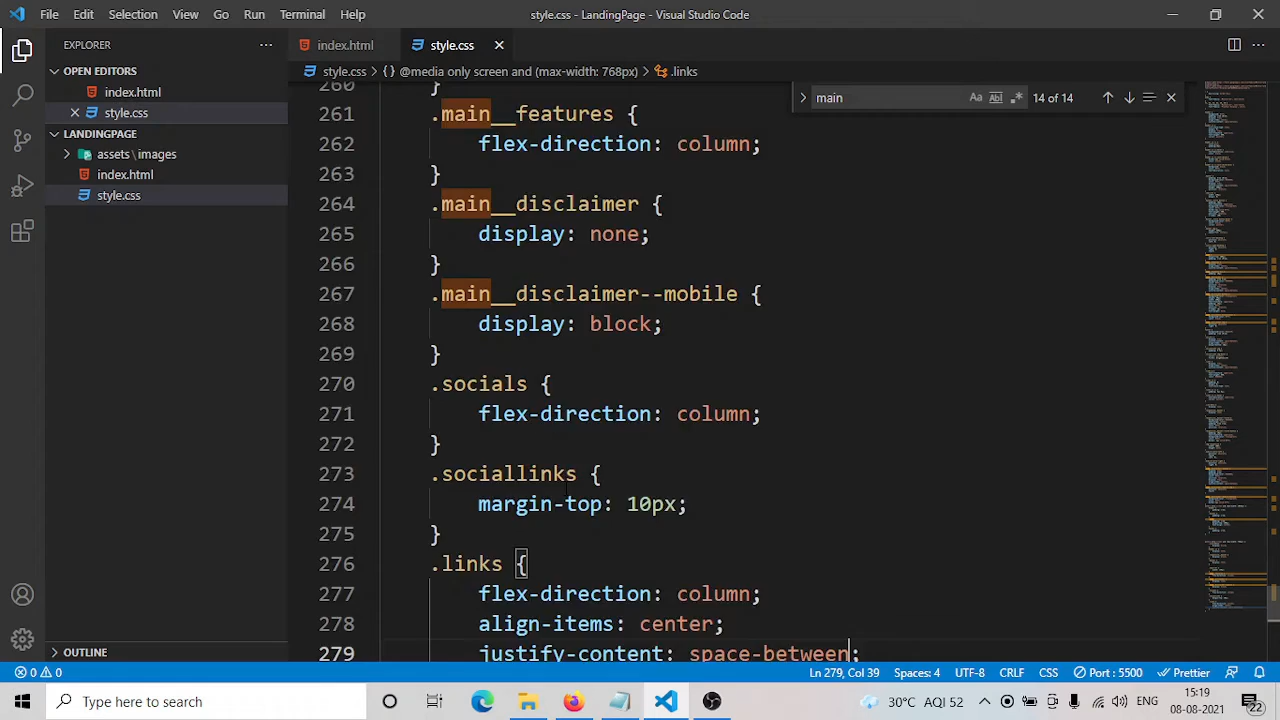 File Edit Selection View Go Run Terminal Help
style.css - LandingPage - Visual Studio Code
EXPLORER
index.html
style.css
OPEN EDITORS
style.css > {} @media only screen and (max-width: 768px) > .links
index.html
style.css
LANDINGPAGE
assets\images
index.html
style.css
OUTLINE
main
14 of 14
260 }
261 .main__features {
262 flex-direction: column;
263 }
264 .main__disclaimer {
265 display: none;
266 }
267 .main__disclaimer--mobile {
268 display: block;
269 }
270 .socials {
271 flex-direction: column;
272 }
273 .socialLinks {
274 margin-top: 10px;
275 }
276 .links {
277 flex-direction: column;
278 align-items: center;
279 justify-content: space-between;
0 0
Ln 279, Col 39
Spaces: 4
UTF-8
CRLF
CSS
Port : 5500
Prettier
Type here to search
30°C AQI 52
15:19
08-08-2021
22